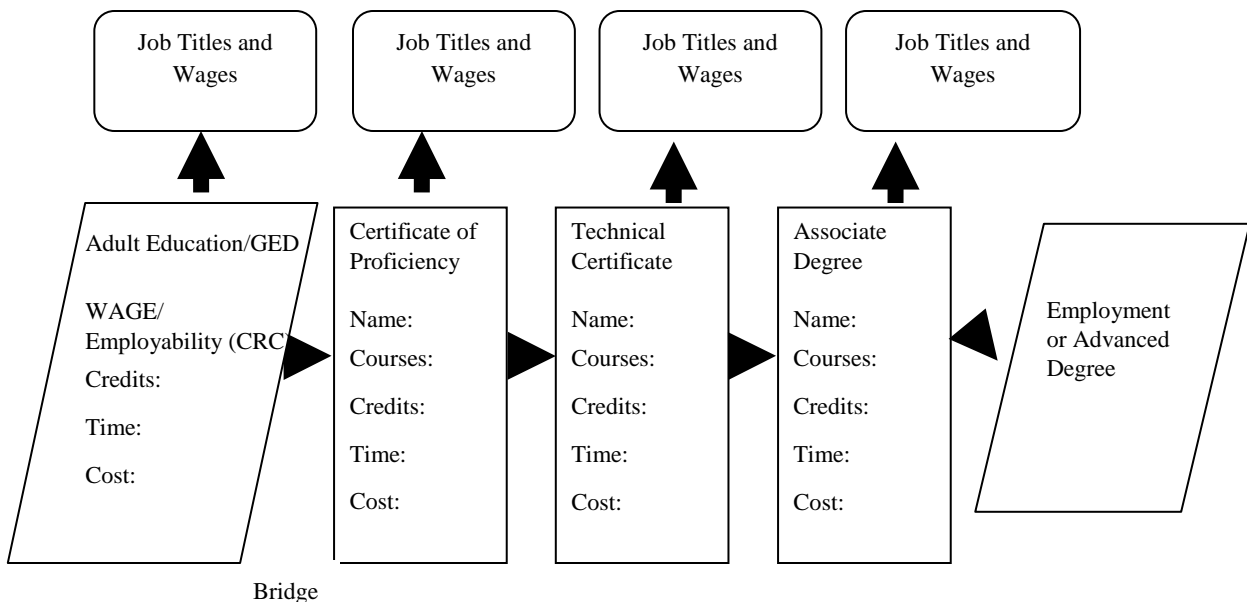 Job Titles and
Wages
Job Titles and
Wages
Job Titles and
Wages
Job Titles and
Wages
Adult Education/GED
WAGE/
Employability (CRC)
Credits:
Time:
Cost:
Certificate of
Proficiency
Name:
Courses:
Credits:
Time:
Cost:
Technical
Certificate
Name:
Courses:
Credits:
Time:
Cost:
Associate
Degree
Name:
Courses:
Credits:
Time:
Cost:
Employment
or Advanced
Degree
Bridge